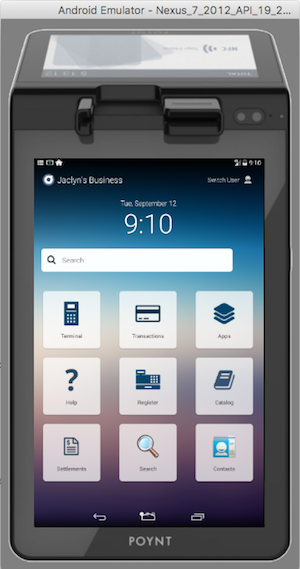 Android Emulator - Nexus_7_2012_API_19_2...
9:10
Jaclyn's Business
Switch User
Tue, September 12
9:10
Search
Terminal
Transactions
Apps
Help
Register
Catalog
Settlements
Search
Contacts
POYNT